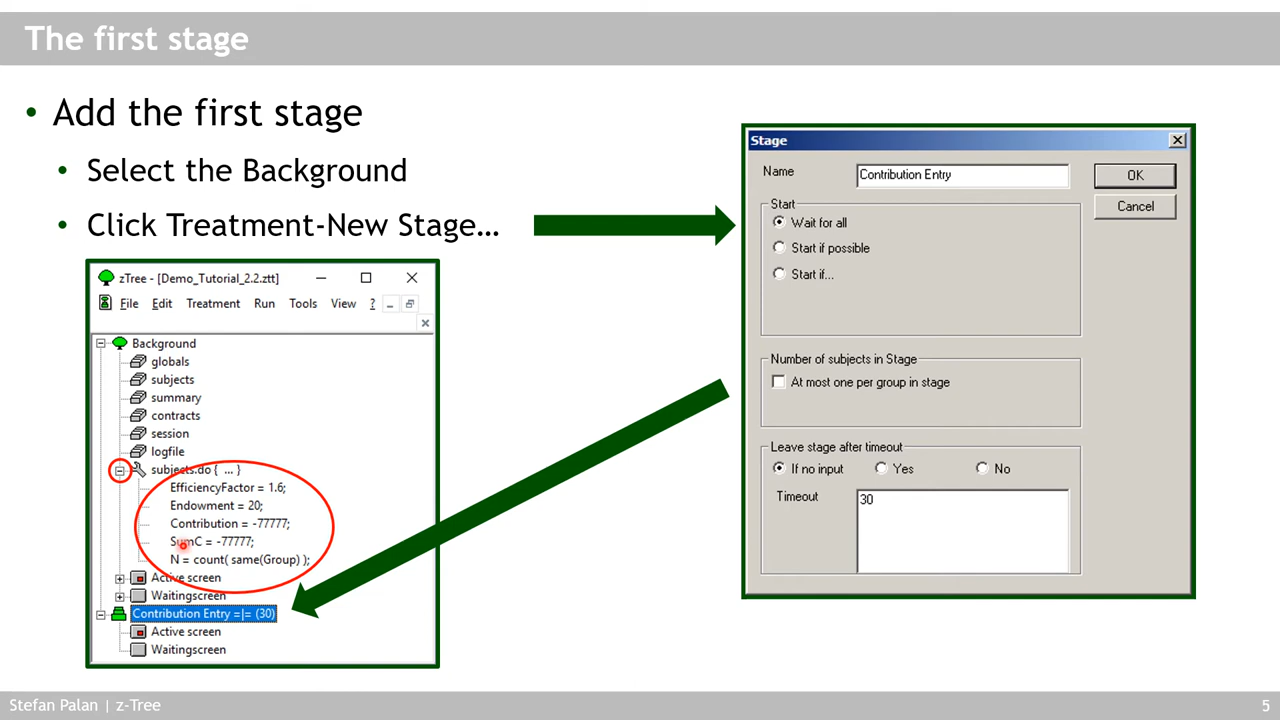 The first stage
• Add the first stage
• Select the Background
• Click Treatment-New Stage…
zTree - [Demo_Tutorial_2.2.ztt]
File Edit Treatment Run Tools View ?
Background
globals
subjects
summary
contracts
session
logfile
subjects.do { ... }
EfficiencyFactor = 1.6;
Endowment = 20;
Contribution = -77777;
SumC = -77777;
N = count( same(Group) );
Active screen
Waitingscreen
Contribution Entry =|= (30)
Active screen
Waitingscreen
Stage
Name Contribution Entry OK
Cancel
Start
Wait for all
Start if possible
Start if...
Number of subjects in Stage
At most one per group in stage
Leave stage after timeout
If no input Yes No
Timeout 30
Stefan Palan | z-Tree 5